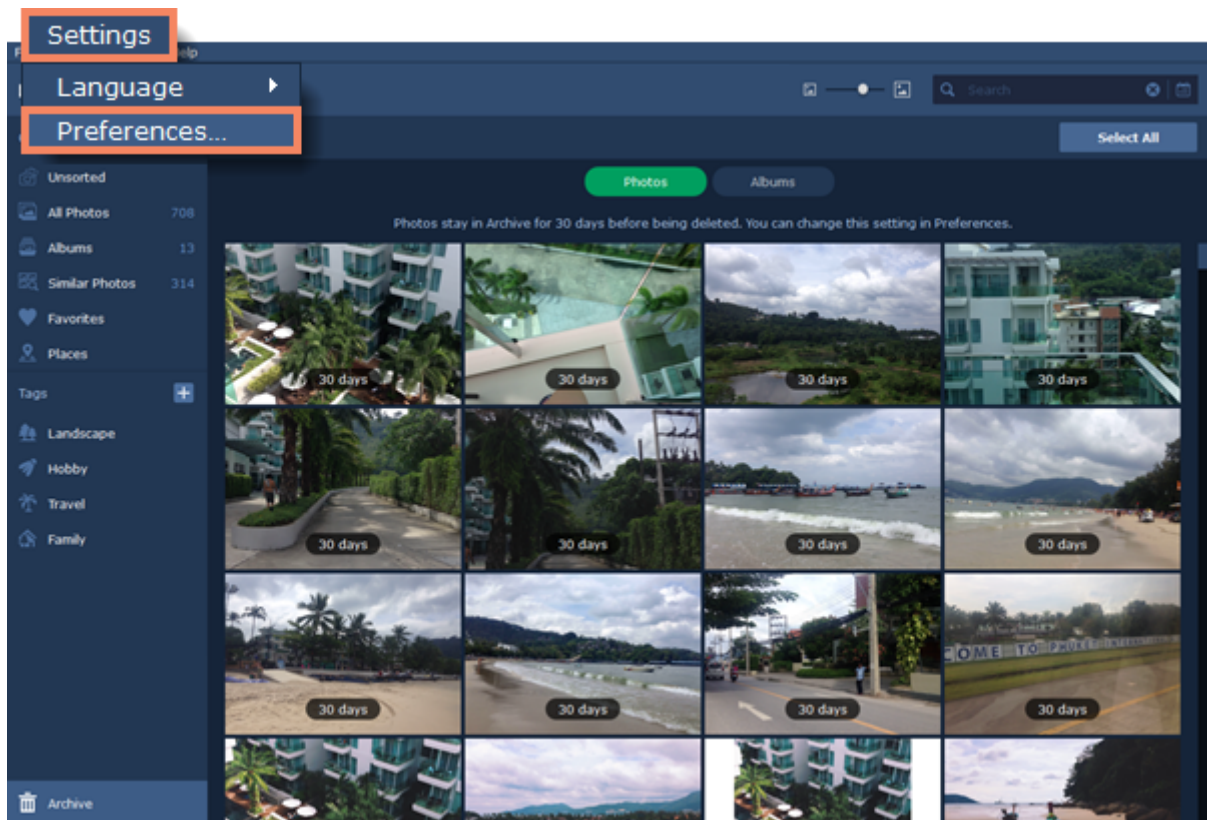 Settings
elp
Language
Preferences...
Search
Select All
Unsorted
Photos
Albums
All Photos 708
Photos stay in Archive for 30 days before being deleted. You can change this setting in Preferences.
Albums 13
Similar Photos 314
Favorites
Places
30 days
30 days
30 days
30 days
Tags
Landscape
Hobby
Travel
Family
30 days
30 days
30 days
30 days
COME TO PHUKET INTERNATION
30 days
30 days
30 days
30 days
Archive